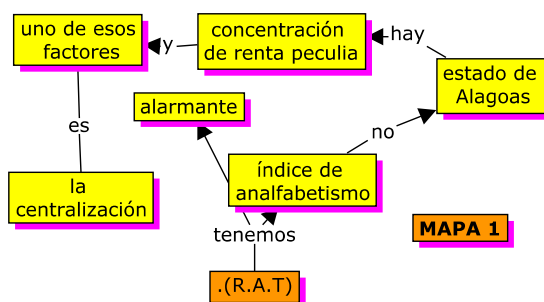 uno de esos
factores
y
concentración
de renta peculia
hay
estado de
Alagoas
alarmante
es
no
índice de
analfabetismo
la
centralización
tenemos
MAPA 1
.(R.A.T)